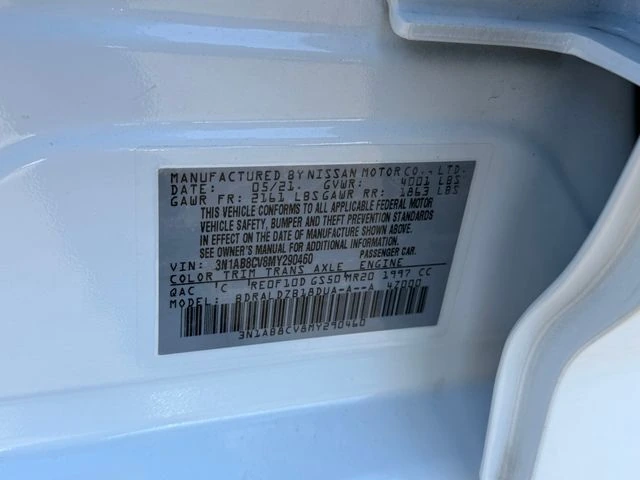 MANUFACTURED BY NISSAN MOTOR CO., LTD.
DATE: 05/21. GVWR: 4001 LBS
GAWR FR: 2161 LBS GAWR RR: 1863 LBS
THIS VEHICLE CONFORMS TO ALL APPLICABLE FEDERAL MOTOR
VEHICLE SAFETY, BUMPER AND THEFT PREVENTION STANDARDS
IN EFFECT ON THE DATE OF MANUFACTURE SHOWN ABOVE.
SEE OWNER'S MANUAL FOR ADDITIONAL INFORMATION
VIN: 3N1AB8CV8MY290460 PASSENGER CAR.
COLOR TRIM TRANS AXLE ENGINE
QAC 'C RE0F10D GS50 MR20 1997 CC
MODEL: BDRALDZB18DUA-A--A 47000
3N1AB8CV8MY290460